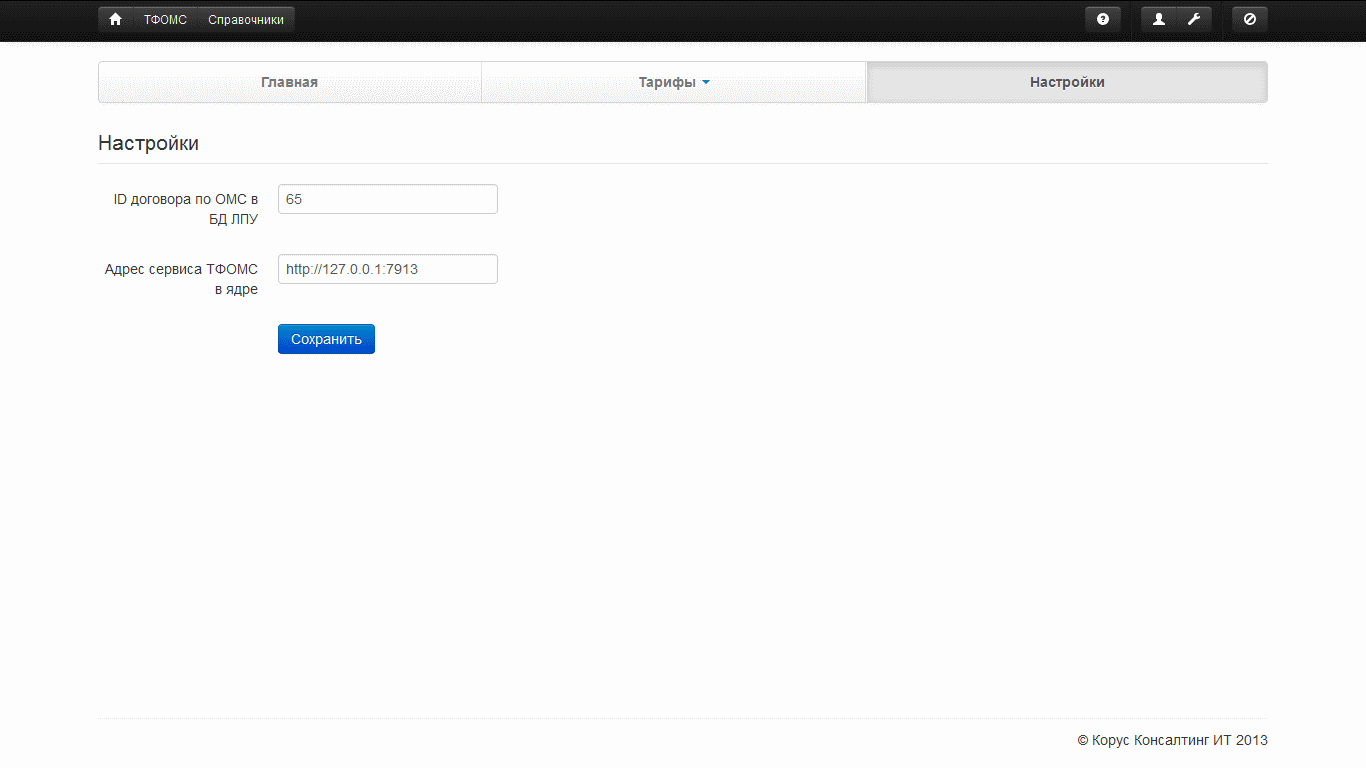 ТФОМС Справочники
Главная Тарифы Настройки
Настройки
ID договора по ОМС в
БД ЛПУ
65
Адрес сервиса ТФОМС
в ядре
http://127.0.0.1:7913
Сохранить
© Корус Консалтинг ИТ 2013